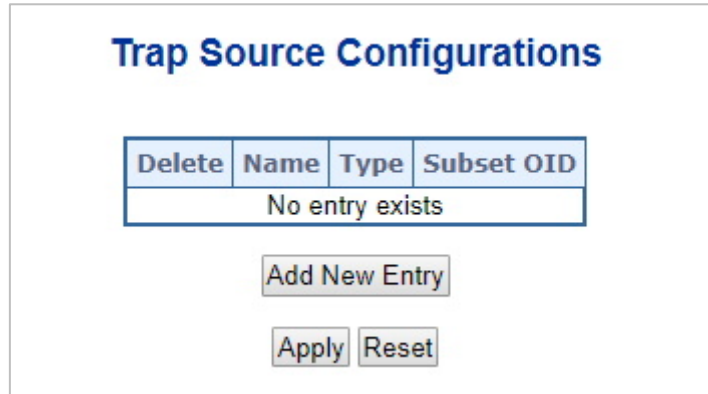 Trap Source Configurations
Delete Name Type Subset OID
No entry exists
Add New Entry
Apply Reset